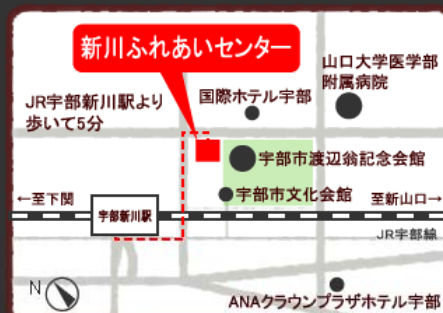 新川ふれあいセンター
山口大学医学部
附属病院
JR宇部新川駅より
歩いて5分
国際ホテル宇部
宇部市渡辺翁記念会館
宇部市文化会館
←至下関
至新山口→
宇部新川駅
JR宇部線
N
ANAクラウンプラザホテル宇部